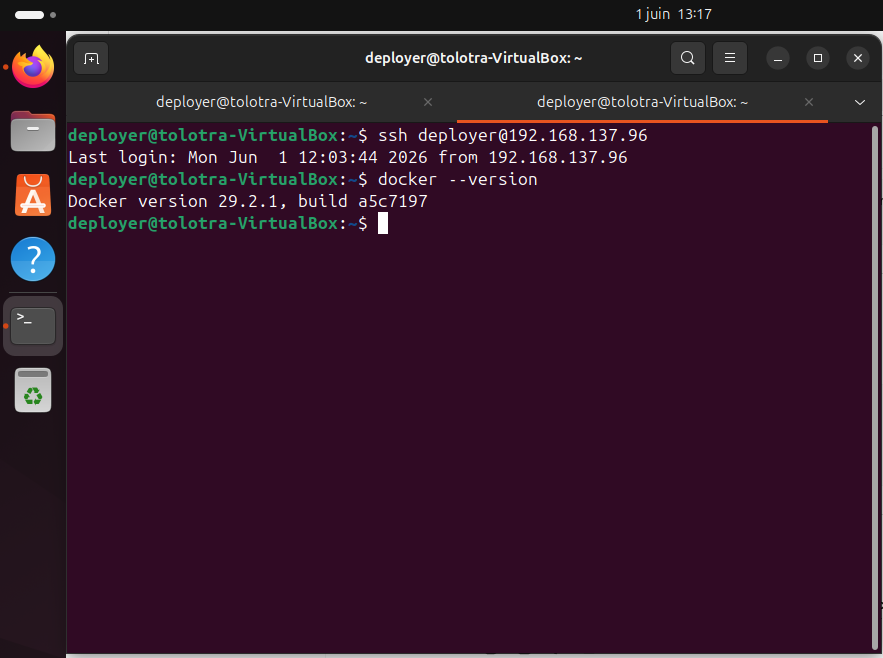 1 juin 13:17
deployer@tolotra-VirtualBox: ~
deployer@tolotra-VirtualBox: ~
deployer@tolotra-VirtualBox: ~
deployer@tolotra-VirtualBox:~$ ssh deployer@192.168.137.96
Last login: Mon Jun  1 12:03:44 2026 from 192.168.137.96
deployer@tolotra-VirtualBox:~$ docker --version
Docker version 29.2.1, build a5c7197
deployer@tolotra-VirtualBox:~$